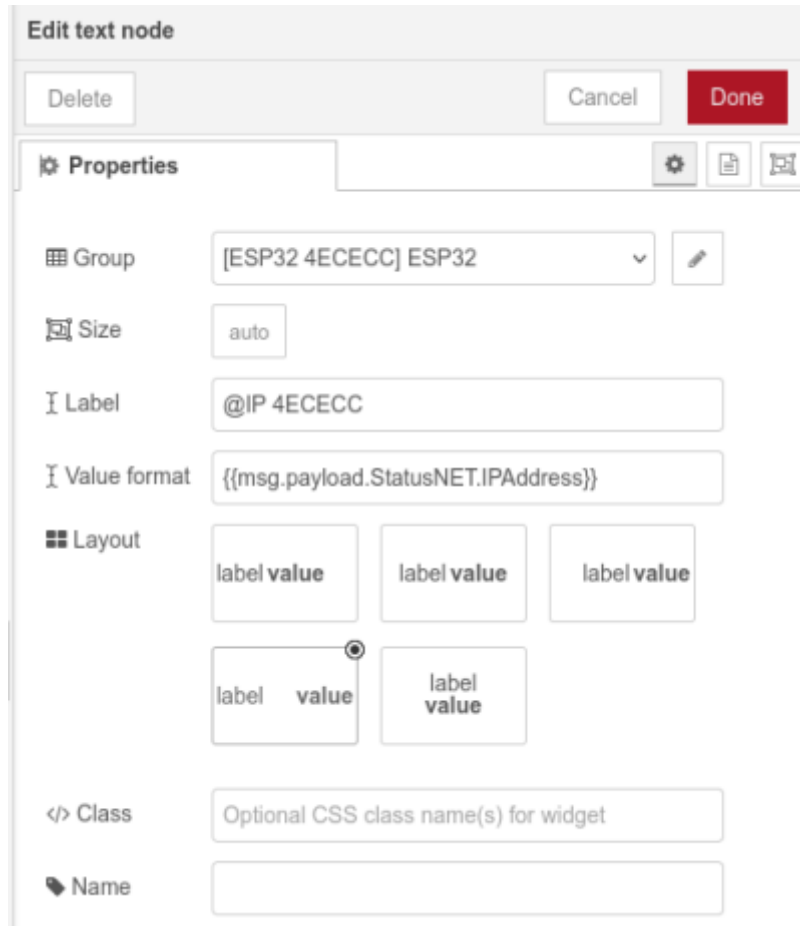 Edit text node
Delete
Cancel
Done
Properties
Group
[ESP32 4ECECC] ESP32
Size
auto
Label
@IP 4ECECC
Value format
{{msg.payload.StatusNET.IPAddress}}
Layout
label value
label value
label value
label value
label
value
</> Class
Optional CSS class name(s) for widget
Name